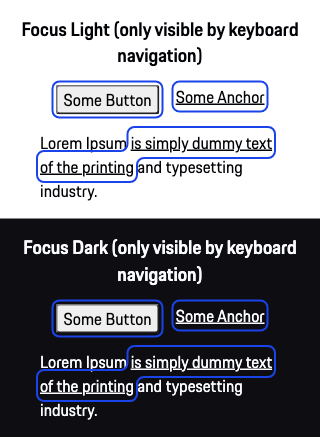 Focus Light (only visible by keyboard
navigation)
Some Button Some Anchor
Lorem Ipsum is simply dummy text
of the printing and typesetting
industry.
Focus Dark (only visible by keyboard
navigation)
Some Button Some Anchor
Lorem Ipsum is simply dummy text
of the printing and typesetting
industry.